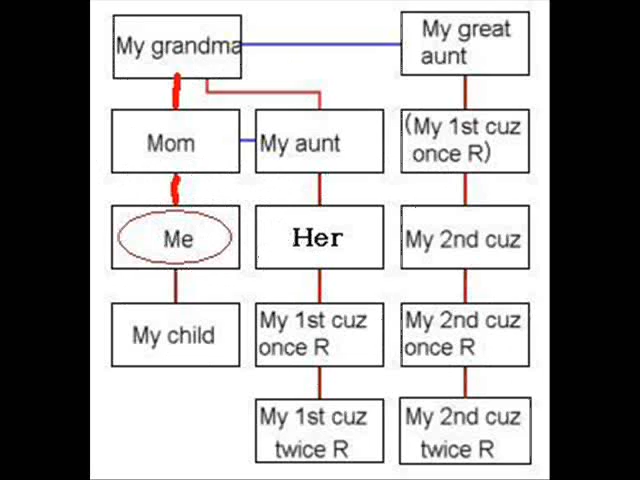 My grandma
My great
aunt
Mom
My aunt
(My 1st cuz
once R)
Me
Her
My 2nd cuz
My child
My 1st cuz
once R
My 2nd cuz
once R
My 1st cuz
twice R
My 2nd cuz
twice R